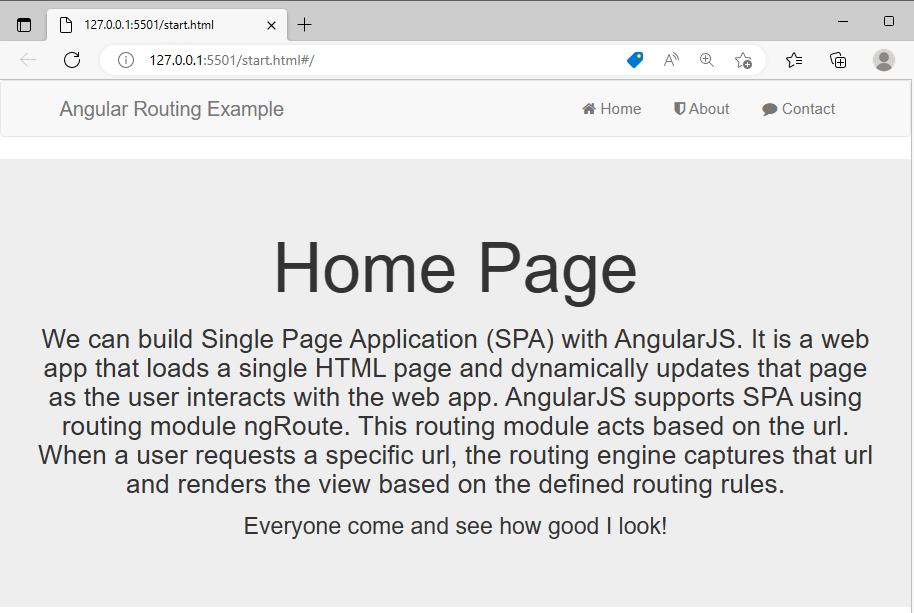 127.0.0.1:5501/start.html
127.0.0.1:5501/start.html#/
Angular Routing Example
Home
About
Contact
Home Page
We can build Single Page Application (SPA) with AngularJS. It is a web
app that loads a single HTML page and dynamically updates that page
as the user interacts with the web app. AngularJS supports SPA using
routing module ngRoute. This routing module acts based on the url.
When a user requests a specific url, the routing engine captures that url
and renders the view based on the defined routing rules.
Everyone come and see how good I look!